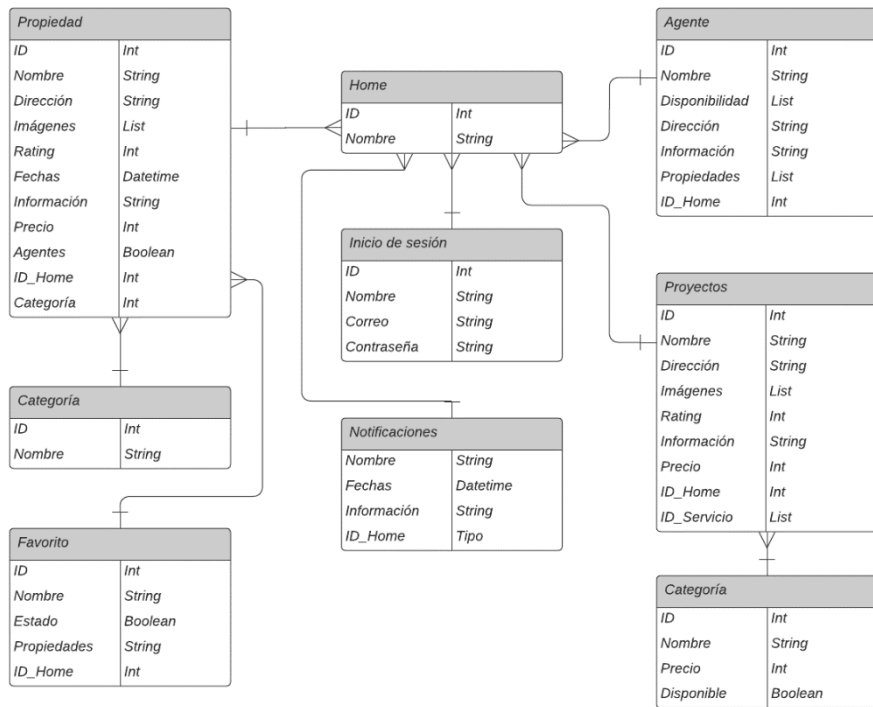 Propiedad
ID Int
Nombre String
Dirección String
Imágenes List
Rating Int
Fechas Datetime
Información String
Precio Int
Agentes Boolean
ID_Home Int
Categoría Int
Categoría
ID Int
Nombre String
Favorito
ID Int
Nombre String
Estado Boolean
Propiedades String
ID_Home Int
Home
ID Int
Nombre String
Inicio de sesión
ID Int
Nombre String
Correo String
Contraseña String
Notificaciones
Nombre String
Fechas Datetime
Información String
ID_Home Tipo
Agente
ID Int
Nombre String
Disponibilidad List
Dirección String
Información String
Propiedades List
ID_Home Int
Proyectos
ID Int
Nombre String
Dirección String
Imágenes List
Rating Int
Información String
Precio Int
ID_Home Int
ID_Servicio List
Categoría
ID Int
Nombre String
Precio Int
Disponible Boolean